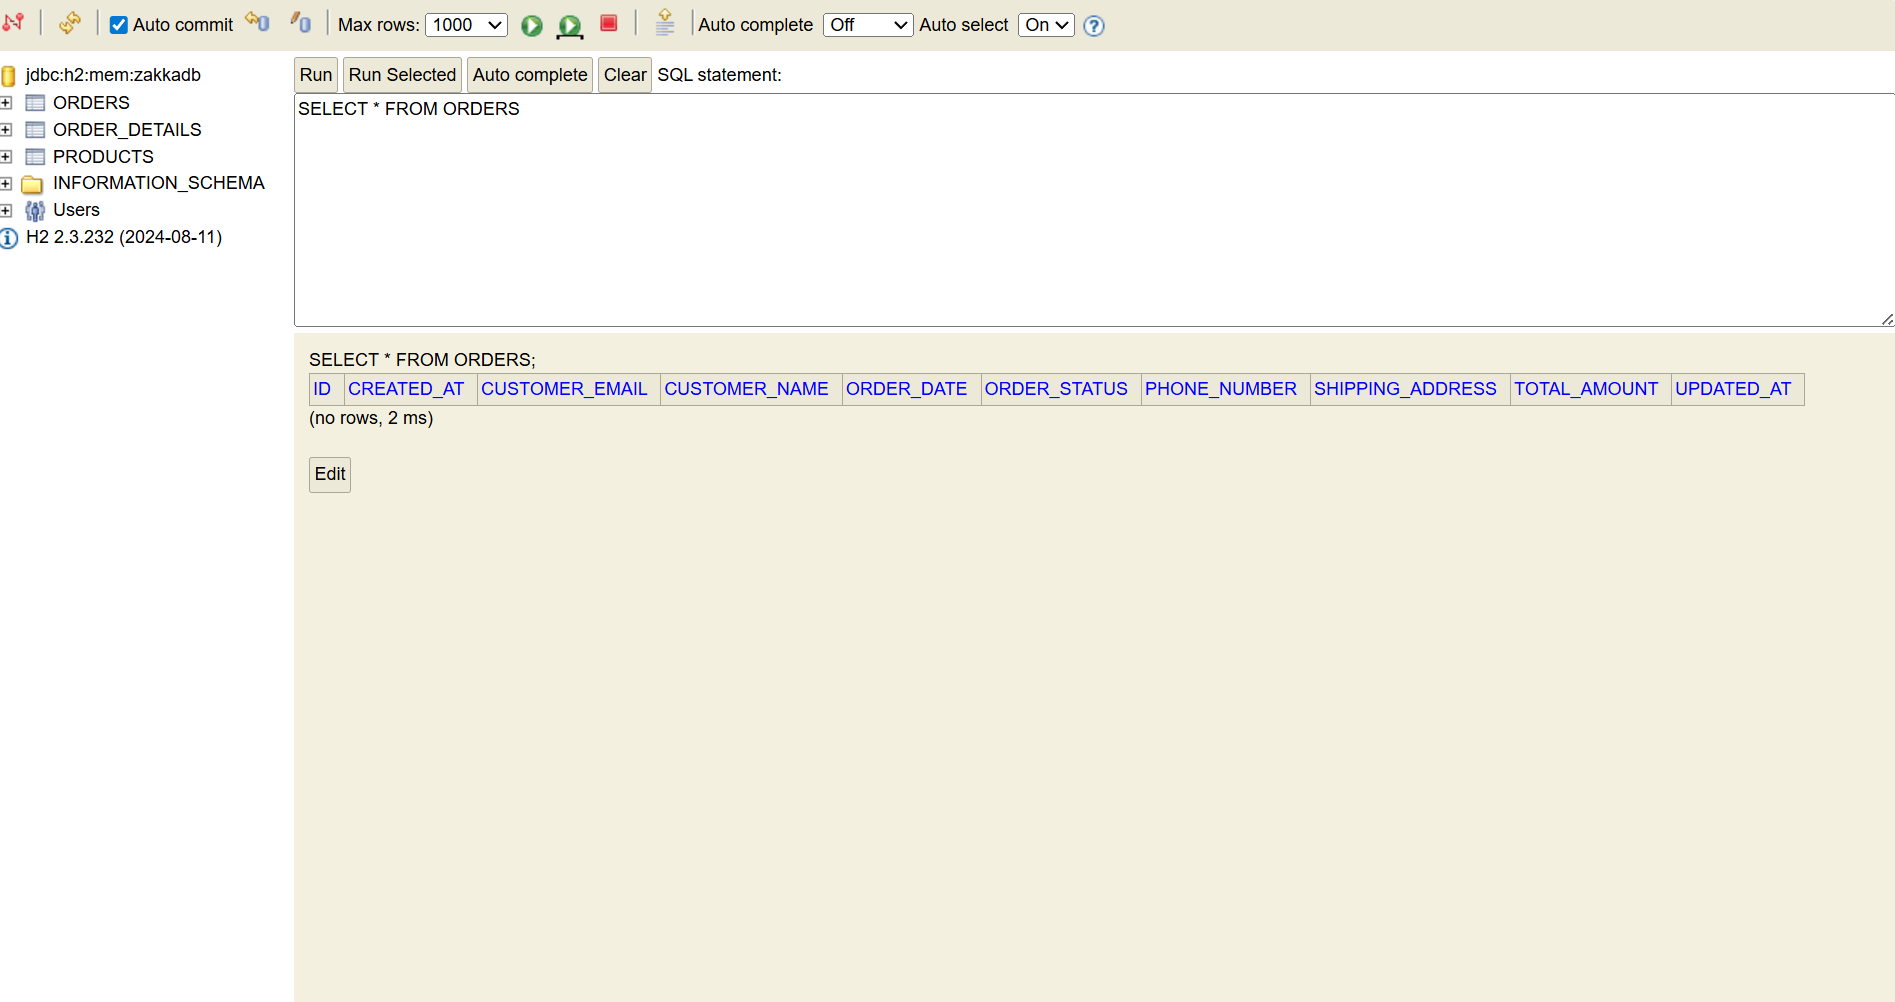 Auto commit Max rows: 1000 Auto complete Off Auto select On ?
jdbc:h2:mem:zakkadb
ORDERS
ORDER_DETAILS
PRODUCTS
INFORMATION_SCHEMA
Users
H2 2.3.232 (2024-08-11)
Run Run Selected Auto complete Clear SQL statement:
SELECT * FROM ORDERS
SELECT * FROM ORDERS;
ID CREATED_AT CUSTOMER_EMAIL CUSTOMER_NAME ORDER_DATE ORDER_STATUS PHONE_NUMBER SHIPPING_ADDRESS TOTAL_AMOUNT UPDATED_AT
(no rows, 2 ms)
Edit